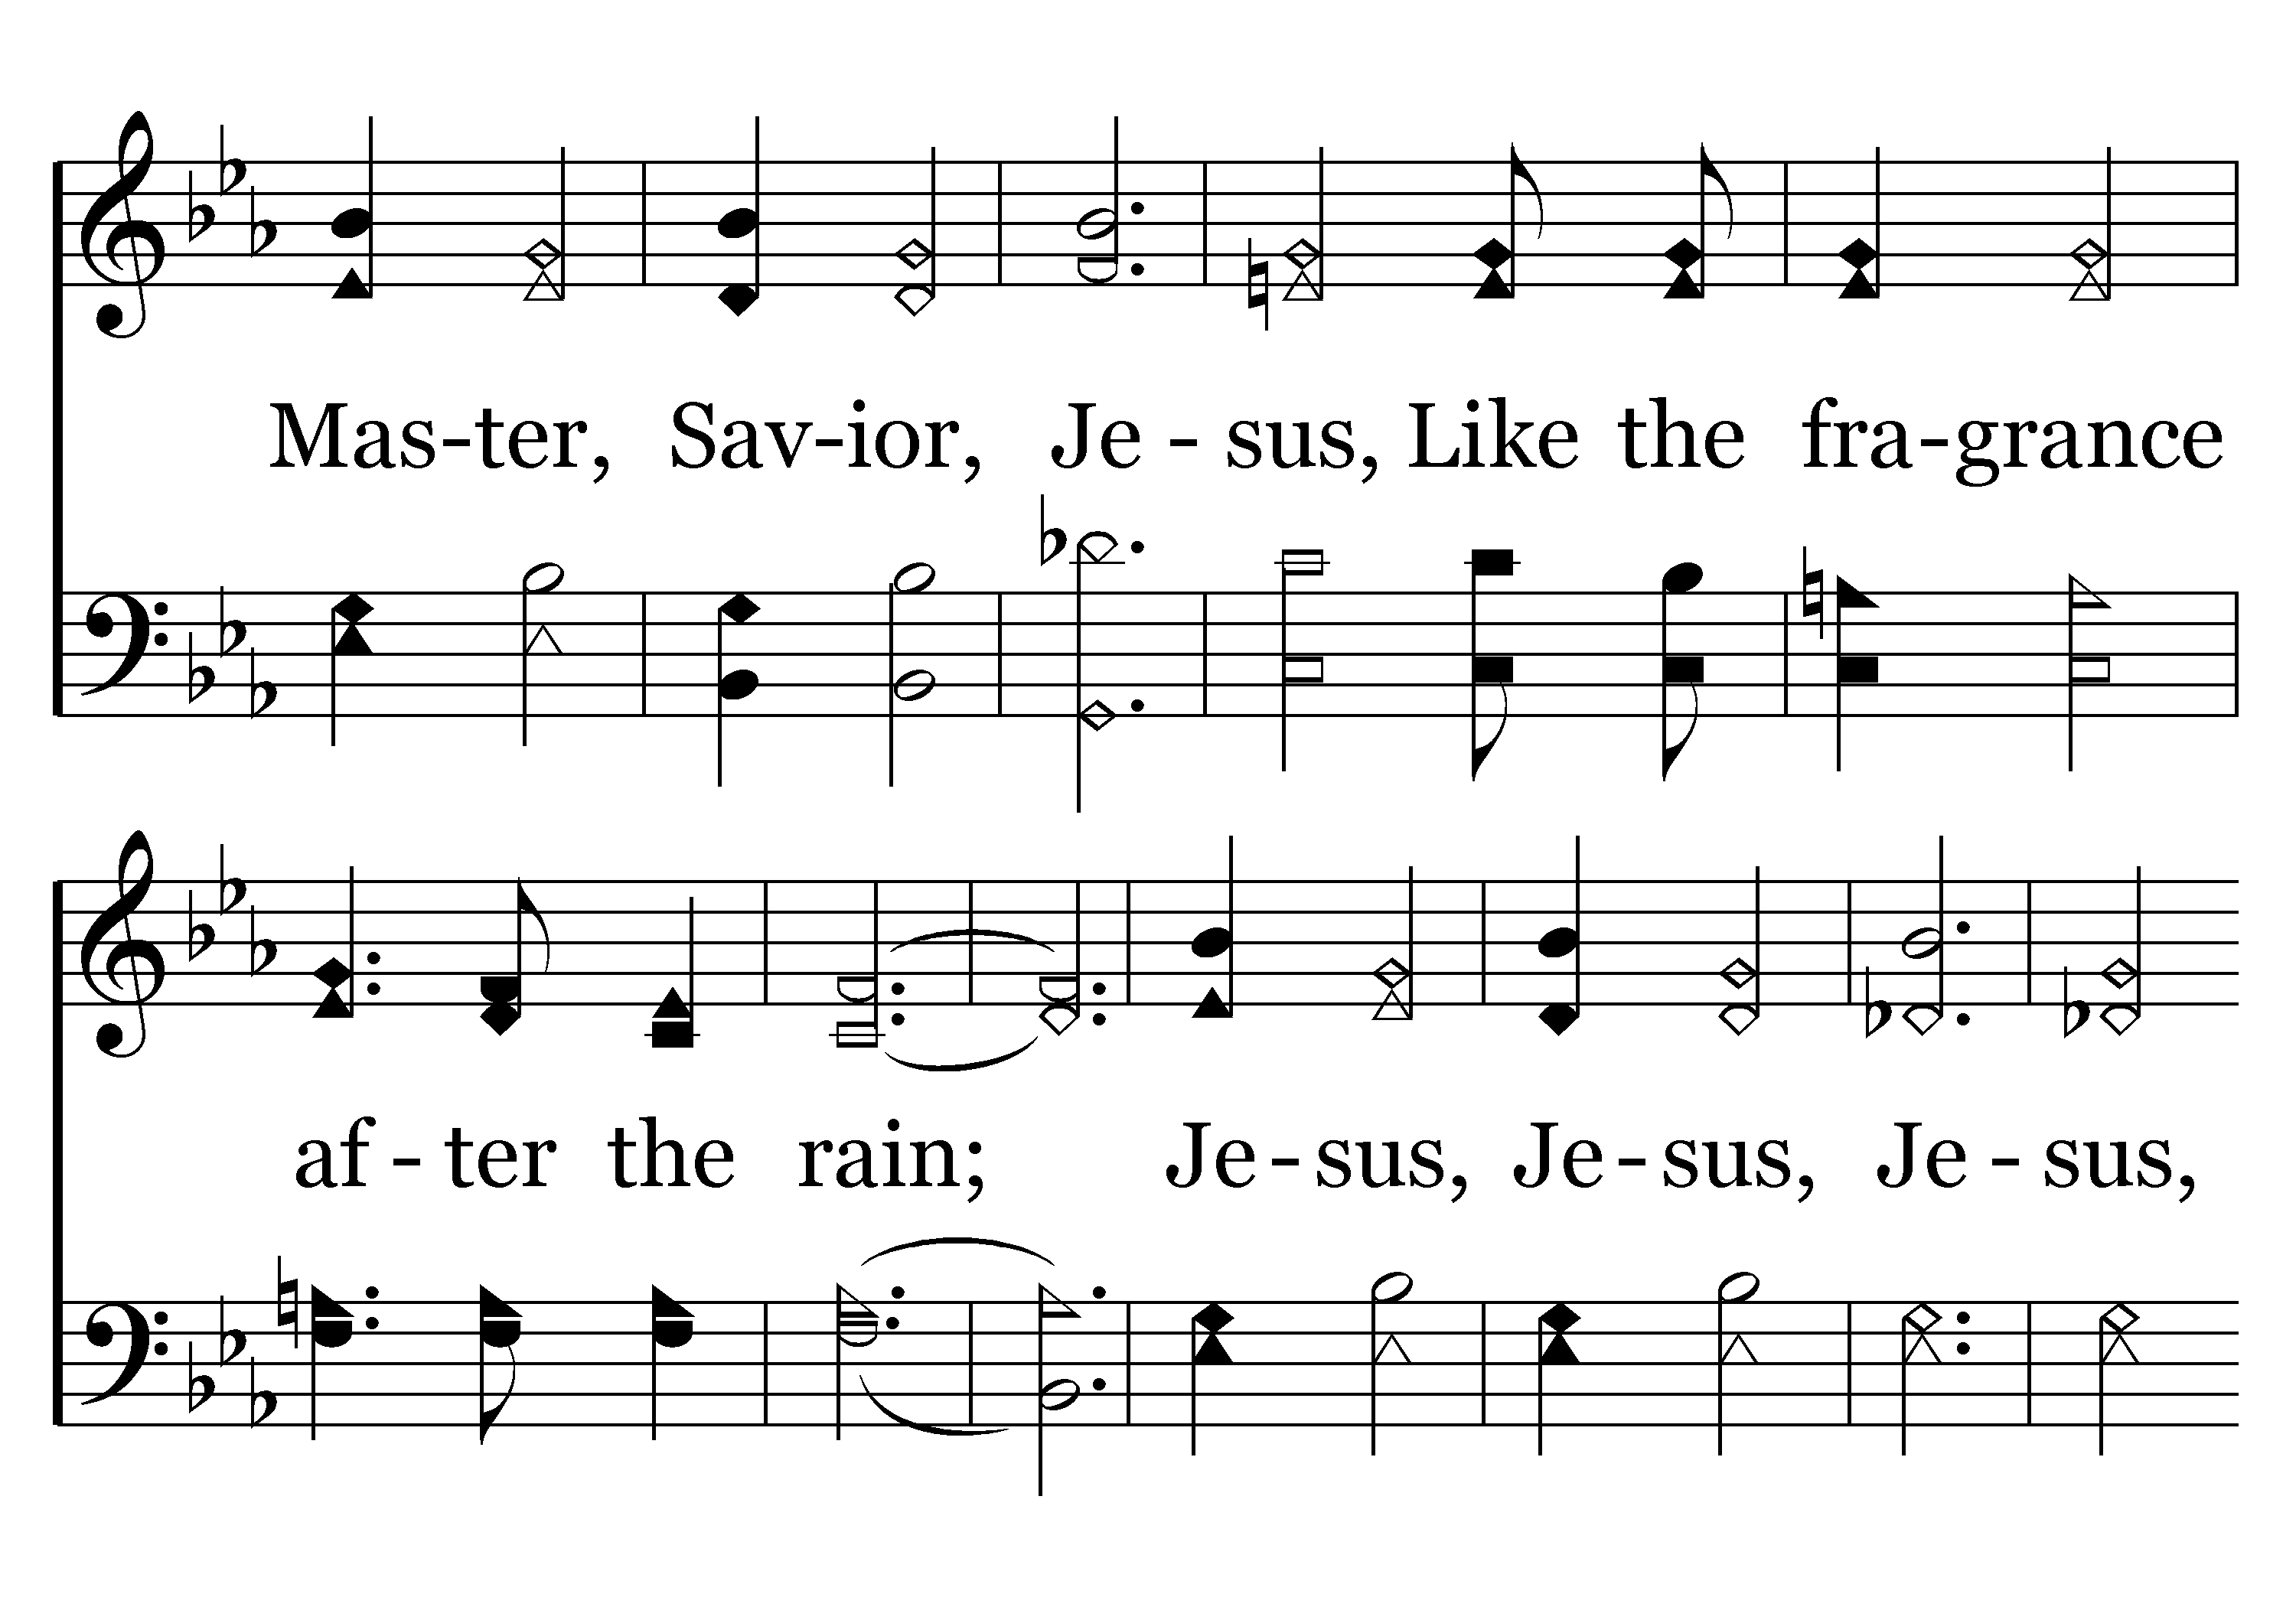 Mas-ter, Sav-ior, Je - sus, Like the fra-grance
af - ter the rain; Je - sus, Je - sus, Je - sus,